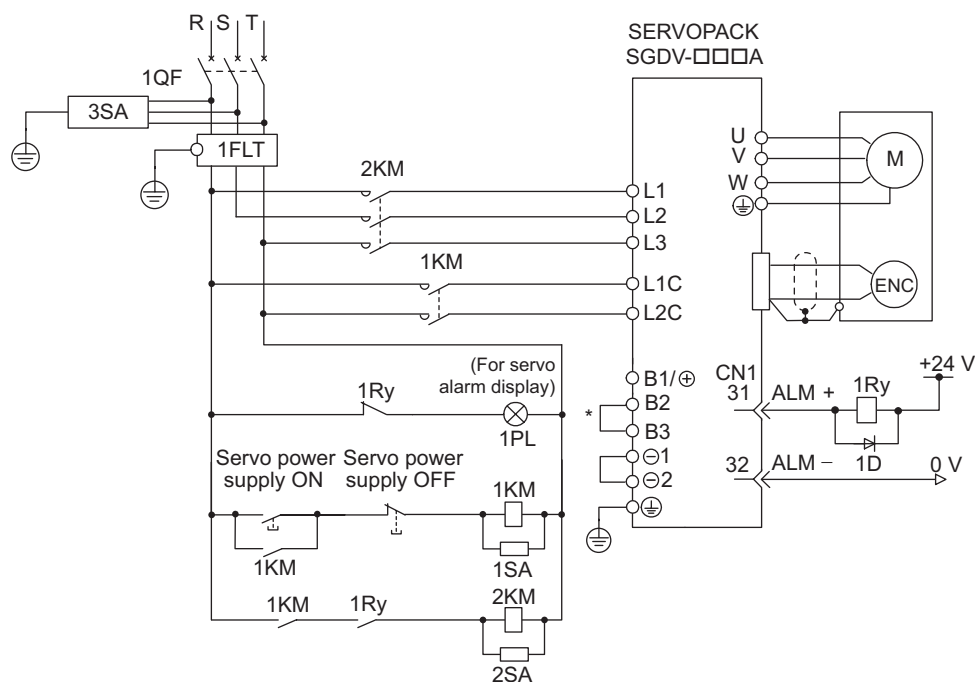 R S T
SERVOPACK
SGDV-□□□A
1QF
3SA
1FLT
2KM
U
V
W
M
L1
L2
L3
1KM
L1C
L2C
ENC
(For servo
alarm display)
1Ry
1PL
B1/⊕
B2
*
B3
⊖1
⊖2
CN1
31
ALM +
1Ry
+24 V
1D
32
ALM −
0 V
Servo power
supply ON
Servo power
supply OFF
1KM
1KM
1SA
1KM
1Ry
2KM
2SA